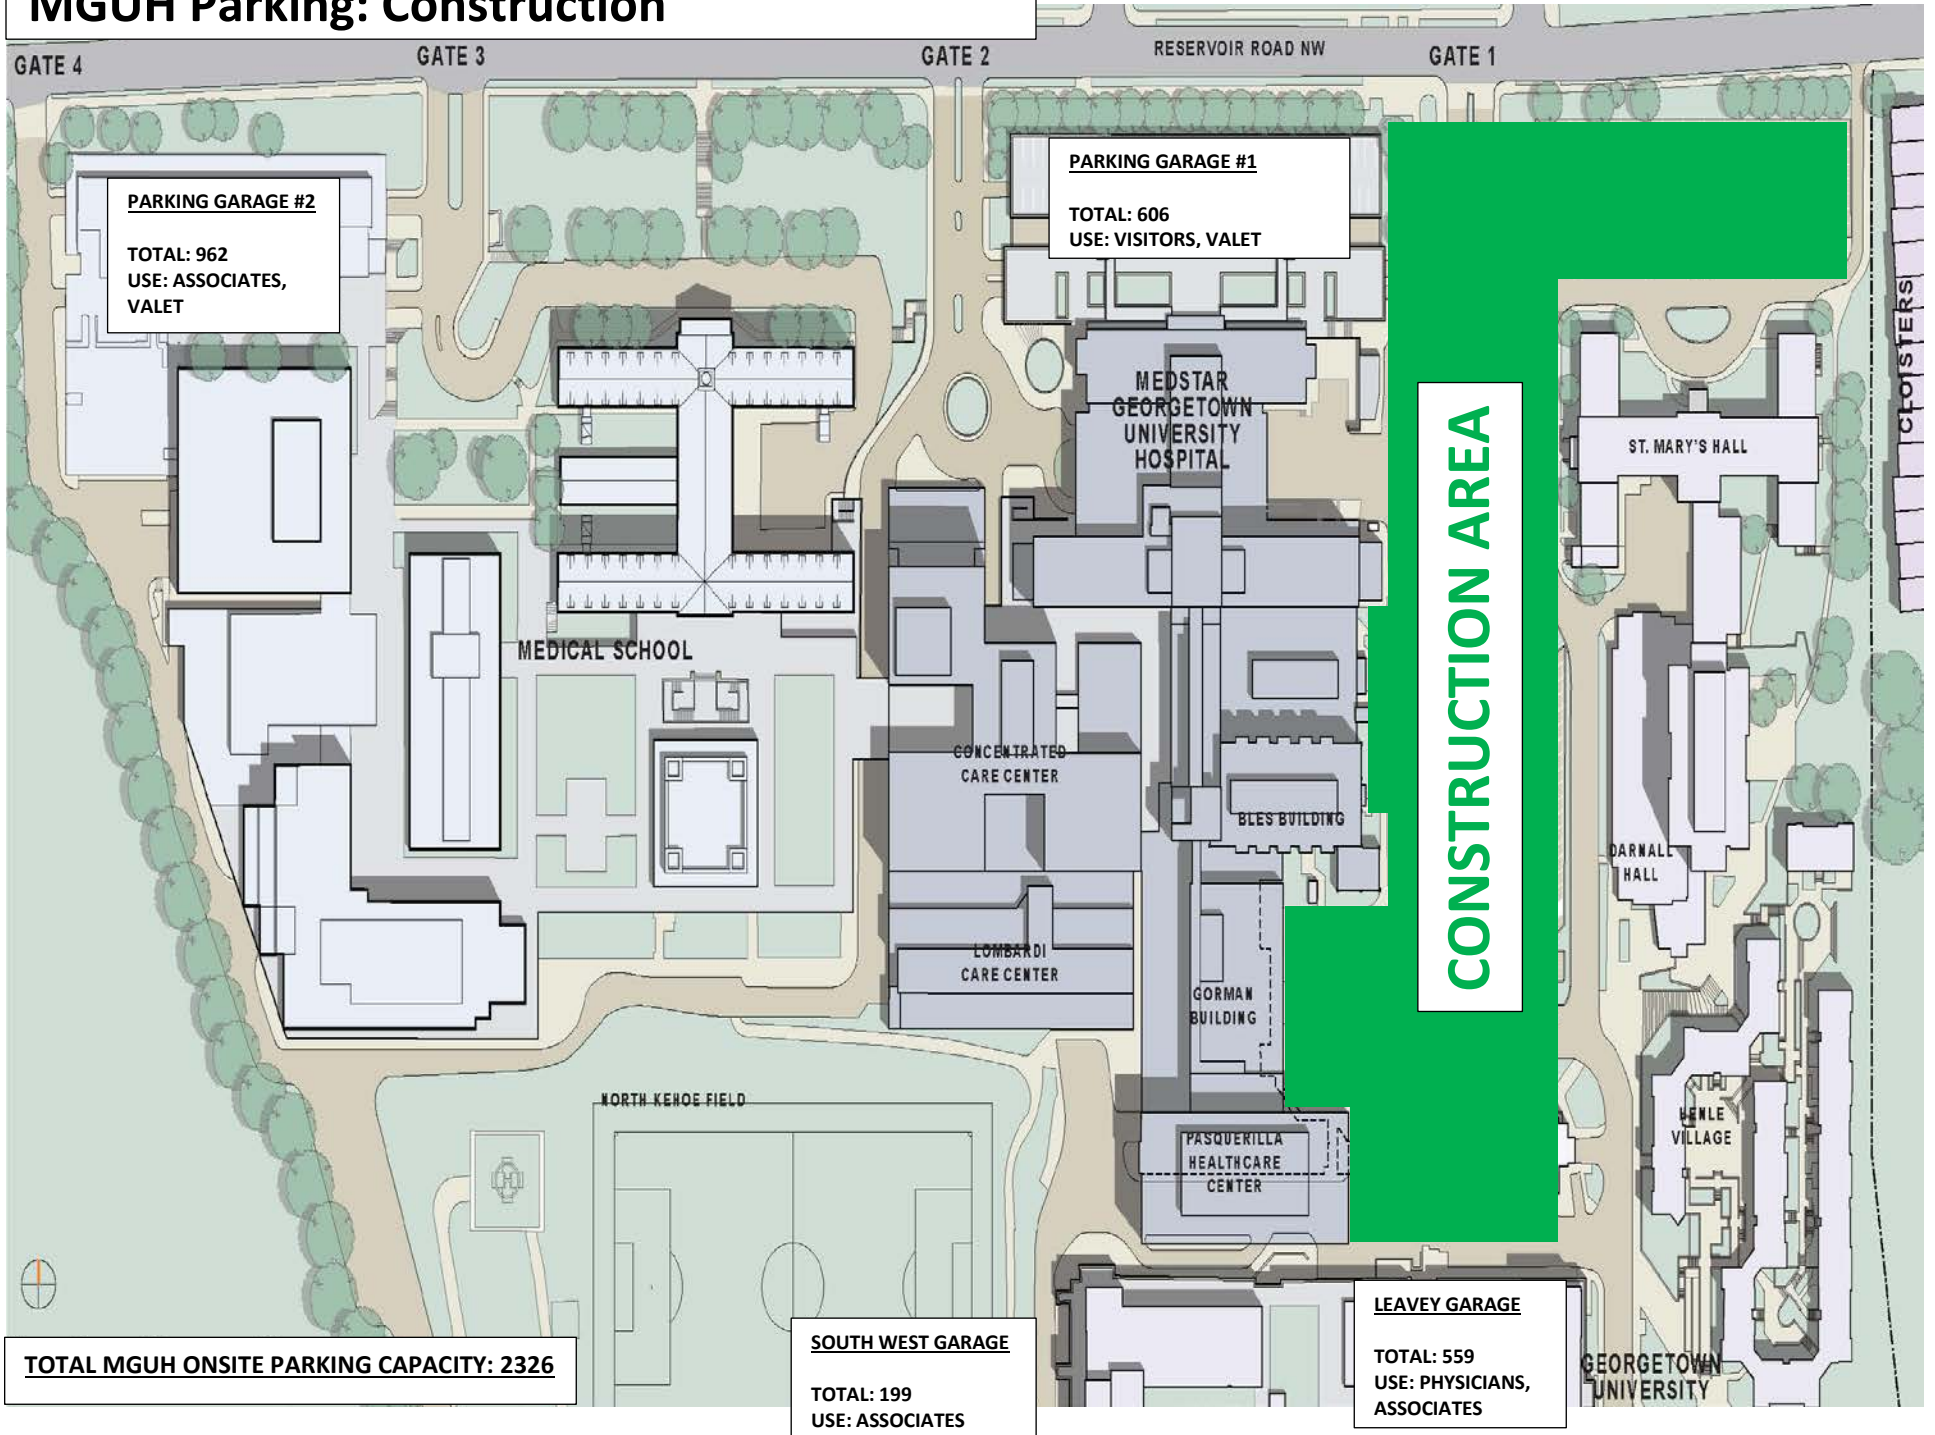 MGUH Parking: Construction
GATE 4
GATE 3
GATE 2
RESERVOIR ROAD NW
GATE 1
PARKING GARAGE #2
TOTAL: 962
USE: ASSOCIATES,
VALET
PARKING GARAGE #1
TOTAL: 606
USE: VISITORS, VALET
CLOISTERS
MEDSTAR
GEORGETOWN
UNIVERSITY
HOSPITAL
CONSTRUCTION AREA
ST. MARY'S HALL
MEDICAL SCHOOL
CONCENTRATED
CARE CENTER
BLES BUILDING
DARNALL
HALL
LOMBARDI
CARE CENTER
GORMAN
BUILDING
NORTH KEHOE FIELD
PASQUERILLA
HEALTHCARE
CENTER
HENLE
VILLAGE
TOTAL MGUH ONSITE PARKING CAPACITY: 2326
SOUTH WEST GARAGE
TOTAL: 199
USE: ASSOCIATES
LEAVEY GARAGE
TOTAL: 559
USE: PHYSICIANS,
ASSOCIATES
GEORGETOWN
UNIVERSITY